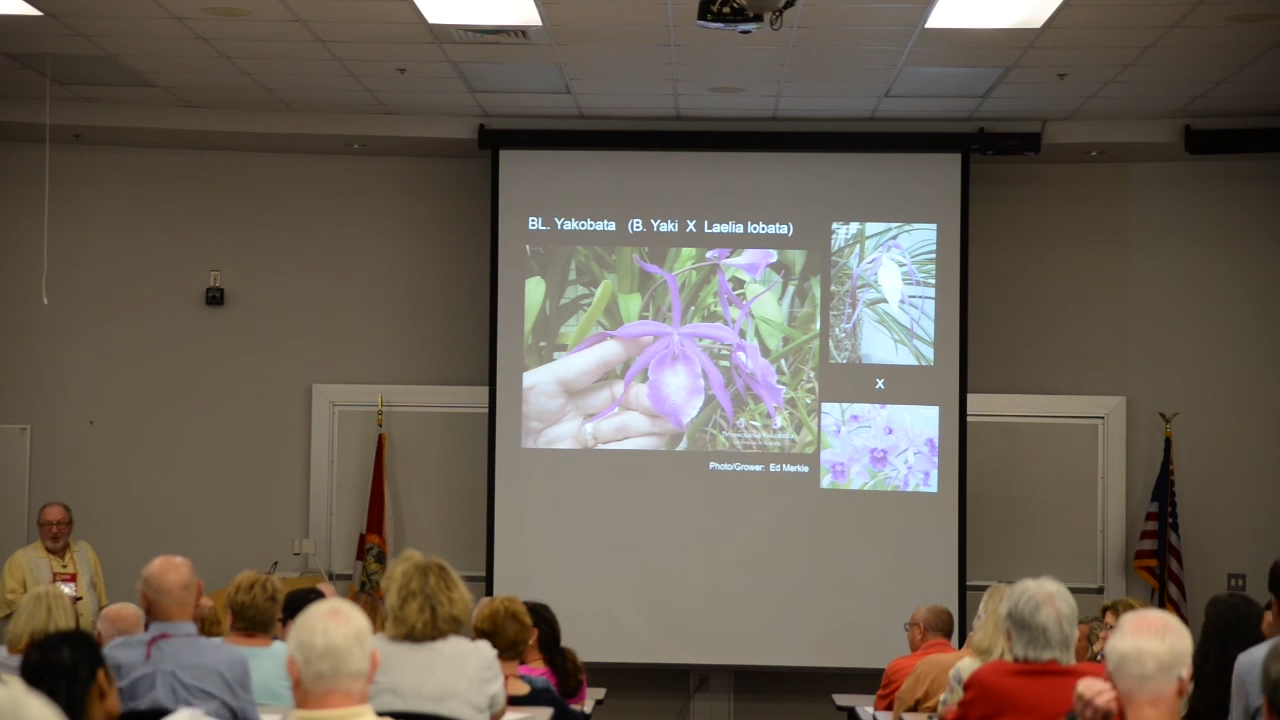 BL. Yakobata (B. Yaki X Laelia lobata)
X
Photo/Grower: Ed Merkle